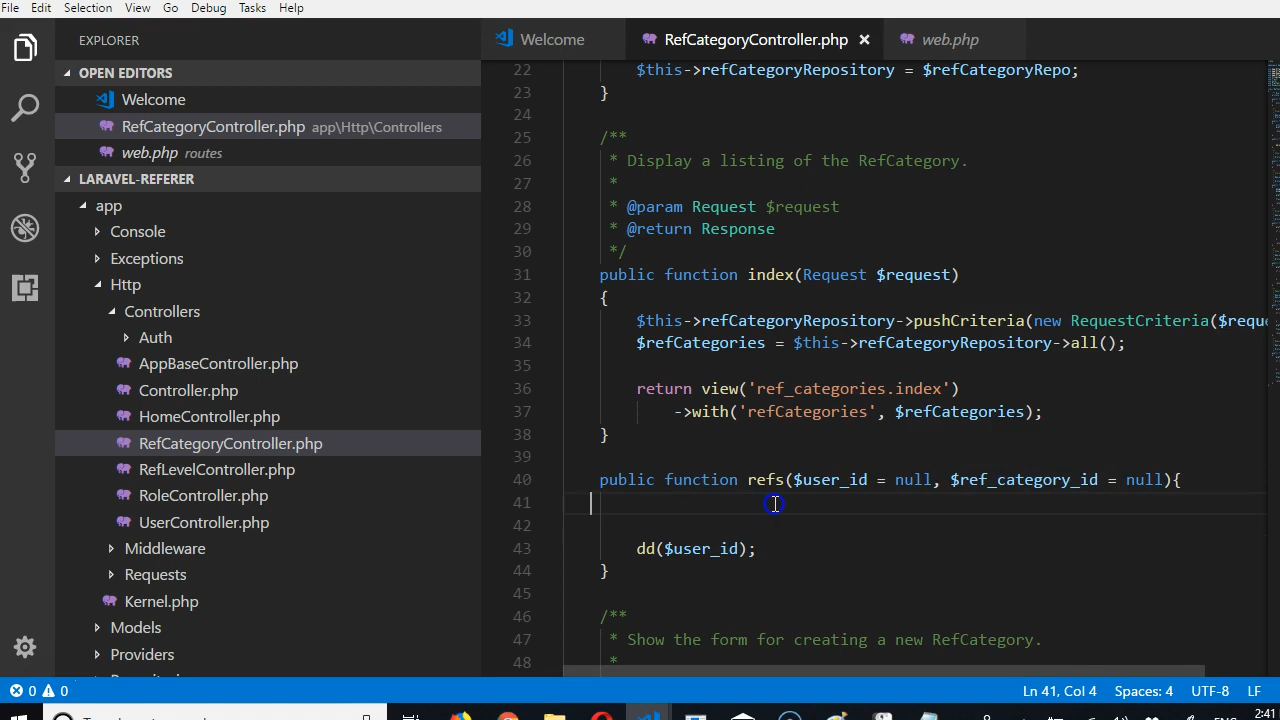 File Edit Selection View Go Debug Tasks Help
EXPLORER
OPEN EDITORS
Welcome
RefCategoryController.php app\Http\Controllers
web.php routes
LARAVEL-REFERER
app
Console
Exceptions
Http
Controllers
Auth
AppBaseController.php
Controller.php
HomeController.php
RefCategoryController.php
RefLevelController.php
RoleController.php
UserController.php
Middleware
Requests
Kernel.php
Models
Providers
Welcome RefCategoryController.php web.php
22 $this->refCategoryRepository = $refCategoryRepo;
23 }
24
25 /**
26 * Display a listing of the RefCategory.
27 *
28 * @param Request $request
29 * @return Response
30 */
31 public function index(Request $request)
32 {
33 $this->refCategoryRepository->pushCriteria(new RequestCriteria($reque
34 $refCategories = $this->refCategoryRepository->all();
35
36 return view('ref_categories.index')
37 ->with('refCategories', $refCategories);
38 }
39
40 public function refs($user_id = null, $ref_category_id = null){
41
42
43 dd($user_id);
44 }
45
46 /**
47 * Show the form for creating a new RefCategory.
48 *
0 0 Ln 41, Col 4 Spaces: 4 UTF-8 LF
2:41